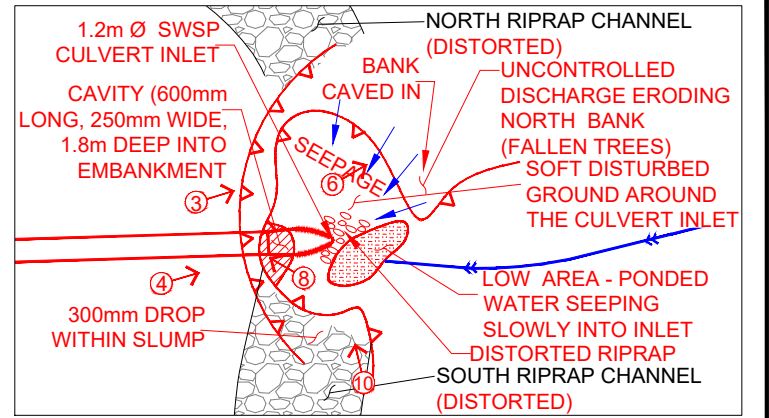 1.2m Ø SWSP
CULVERT INLET
CAVITY (600mm
LONG, 250mm WIDE,
1.8m DEEP INTO
EMBANKMENT
NORTH RIPRAP CHANNEL
(DISTORTED)
BANK
CAVED IN
UNCONTROLLED
DISCHARGE ERODING
NORTH BANK
(FALLEN TREES)
SEEPAGE
SOFT DISTURBED
GROUND AROUND
THE CULVERT INLET
6
3
4
8
300mm DROP
WITHIN SLUMP
LOW AREA - PONDED
WATER SEEPING
SLOWLY INTO INLET
DISTORTED RIPRAP
10
SOUTH RIPRAP CHANNEL
(DISTORTED)